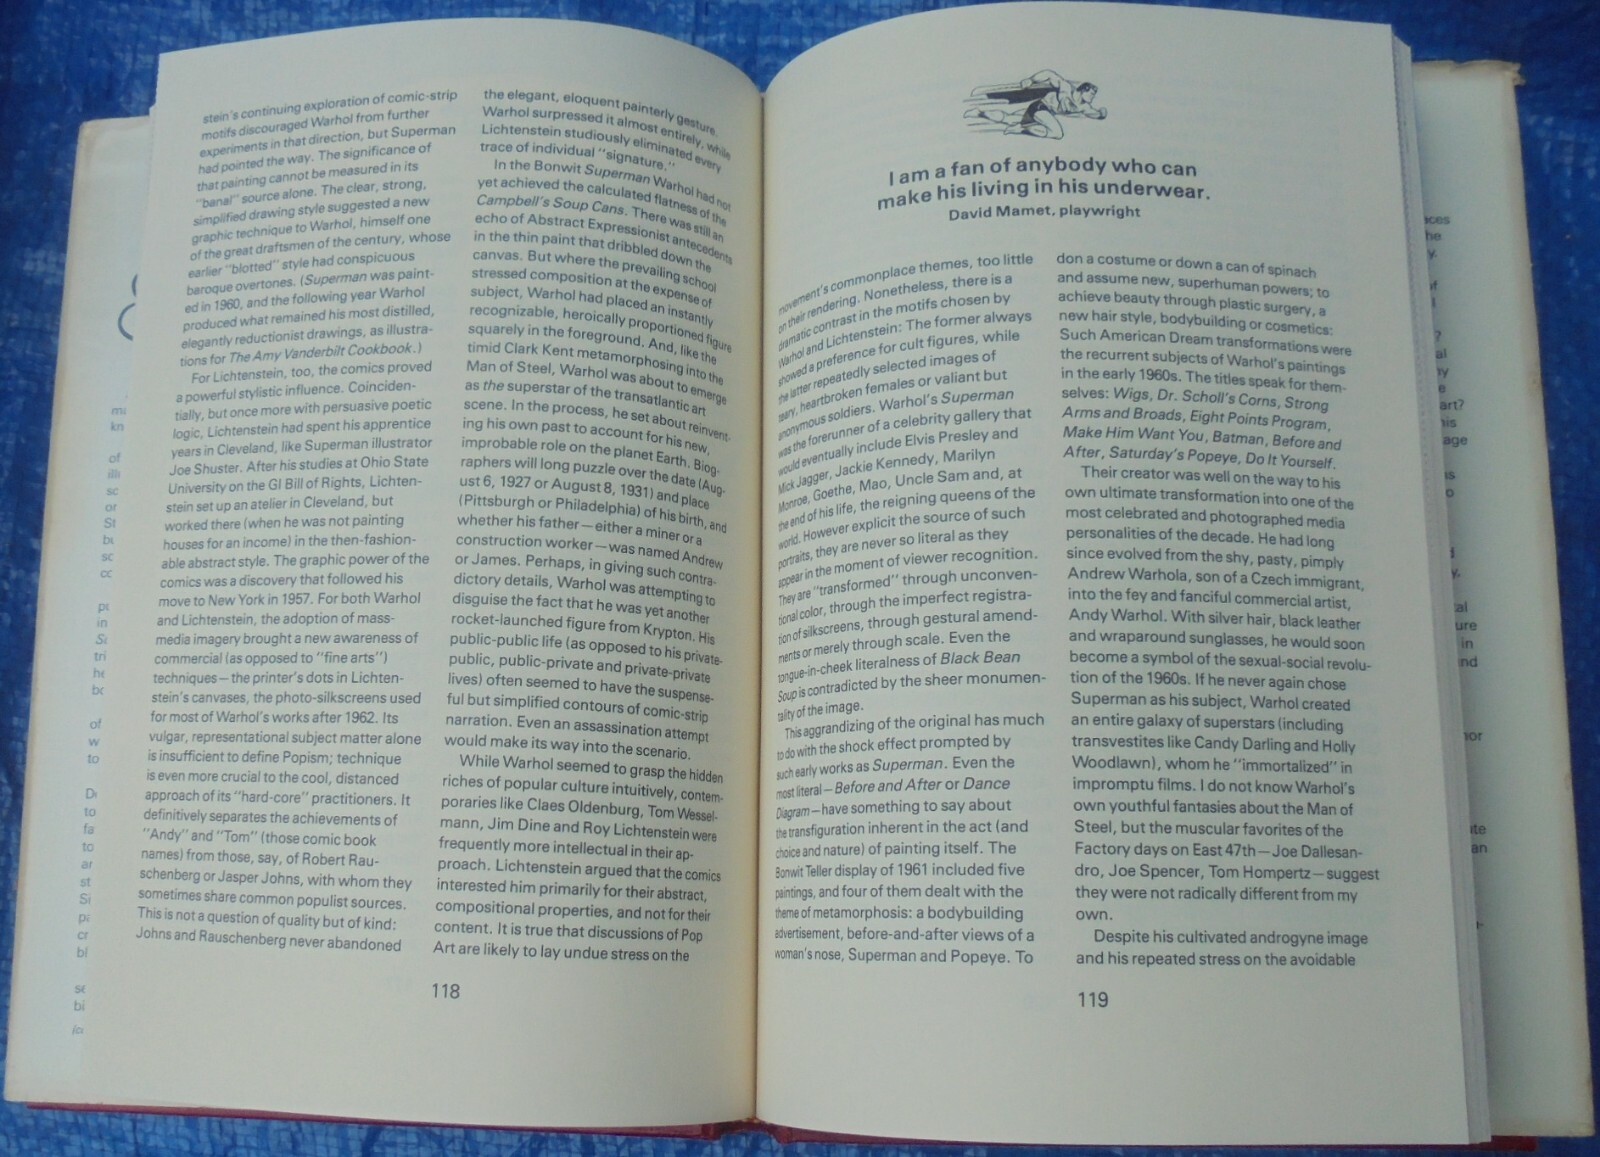 stein's continuing exploration of comic-strip
motifs discouraged Warhol from further
experiments in that direction, but Superman
had pointed the way. The significance of
that painting cannot be measured in its
"banal" source alone. The clear, strong,
simplified drawing style suggested a new
graphic technique to Warhol, himself one
of the great draftsmen of the century, whose
earlier "blotted" style had conspicuous
baroque overtones. (Superman was paint-
ed in 1960, and the following year Warhol
produced what remained his most distilled,
elegantly reductionist drawings, as illustra-
tions for The Amy Vanderbilt Cookbook.)
For Lichtenstein, too, the comics proved
a powerful stylistic influence. Coinciden-
tially, but once more with persuasive poetic
logic, Lichtenstein had spent his apprentice
years in Cleveland, like Superman illustrator
Joe Shuster. After his studies at Ohio State
University on the GI Bill of Rights, Lichten-
stein set up an atelier in Cleveland, but
worked there (when he was not painting
houses for an income) in the then-fashion-
able abstract style. The graphic power of the
comics was a discovery that followed his
move to New York in 1957. For both Warhol
and Lichtenstein, the adoption of mass-
media imagery brought a new awareness of
commercial (as opposed to "fine arts")
techniques—the printer's dots in Lichten-
stein's canvases, the photo-silkscreens used
for most of Warhol's works after 1962. Its
vulgar, representational subject matter alone
is insufficient to define Popism; technique
is even more crucial to the cool, distanced
approach of its "hard-core" practitioners. It
definitively separates the achievements of
"Andy" and "Tom" (those comic book
names) from those, say, of Robert Rau-
schenberg or Jasper Johns, with whom they
sometimes share common populist sources.
This is not a question of quality but of kind:
Johns and Rauschenberg never abandoned
the elegant, eloquent painterly gesture.
Warhol surpressed it almost entirely, while
Lichtenstein studiously eliminated every
trace of individual "signature."
In the Bonwit Superman Warhol had not
yet achieved the calculated flatness of the
Campbell's Soup Cans. There was still an
echo of Abstract Expressionist antecedents
in the thin paint that dribbled down the
canvas. But where the prevailing school
stressed composition at the expense of
subject, Warhol had placed an instantly
recognizable, heroically proportioned figure
squarely in the foreground. And, like the
timid Clark Kent metamorphosing into the
Man of Steel, Warhol was about to emerge
as the superstar of the transatlantic art
scene. In the process, he set about reinvent-
ing his own past to account for his new,
improbable role on the planet Earth. Biog-
raphers will long puzzle over the date (Aug-
ust 6, 1927 or August 8, 1931) and place
(Pittsburgh or Philadelphia) of his birth, and
whether his father—either a miner or a
construction worker—was named Andrew
or James. Perhaps, in giving such contra-
dictory details, Warhol was attempting to
disguise the fact that he was yet another
rocket-launched figure from Krypton. His
public-public life (as opposed to his private-
public, public-private and private-private
lives) often seemed to have the suspense-
ful but simplified contours of comic-strip
narration. Even an assassination attempt
would make its way into the scenario.
While Warhol seemed to grasp the hidden
riches of popular culture intuitively, contem-
poraries like Claes Oldenburg, Tom Wessel-
mann, Jim Dine and Roy Lichtenstein were
frequently more intellectual in their ap-
proach. Lichtenstein argued that the comics
interested him primarily for their abstract,
compositional properties, and not for their
content. It is true that discussions of Pop
Art are likely to lay undue stress on the
118
I am a fan of anybody who can
make his living in his underwear.
David Mamet, playwright
movement's commonplace themes, too little
on their rendering. Nonetheless, there is a
dramatic contrast in the motifs chosen by
Warhol and Lichtenstein: The former always
showed a preference for cult figures, while
the latter repeatedly selected images of
teary, heartbroken females or valiant but
anonymous soldiers. Warhol's Superman
was the forerunner of a celebrity gallery that
would eventually include Elvis Presley and
Mick Jagger, Jackie Kennedy, Marilyn
Monroe, Goethe, Mao, Uncle Sam and, at
the end of his life, the reigning queens of the
world. However explicit the source of such
portraits, they are never so literal as they
appear in the moment of viewer recognition.
They are "transformed" through unconven-
tional color, through the imperfect registra-
tion of silkscreens, through gestural amend-
ments or merely through scale. Even the
tongue-in-cheek literalness of Black Bean
Soup is contradicted by the sheer monumen-
tality of the image.
This aggrandizing of the original has much
to do with the shock effect prompted by
such early works as Superman. Even the
most literal—Before and After or Dance
Diagram—have something to say about
the transfiguration inherent in the act (and
choice and nature) of painting itself. The
Bonwit Teller display of 1961 included five
paintings, and four of them dealt with the
theme of metamorphosis: a bodybuilding
advertisement, before-and-after views of a
woman's nose, Superman and Popeye. To
don a costume or down a can of spinach
and assume new, superhuman powers; to
achieve beauty through plastic surgery, a
new hair style, bodybuilding or cosmetics:
Such American Dream transformations were
the recurrent subjects of Warhol's paintings
in the early 1960s. The titles speak for them-
selves: Wigs, Dr. Scholl's Corns, Strong
Arms and Broads, Eight Points Program,
Make Him Want You, Batman, Before and
After, Saturday's Popeye, Do It Yourself.
Their creator was well on the way to his
own ultimate transformation into one of the
most celebrated and photographed media
personalities of the decade. He had long
since evolved from the shy, pasty, pimply
Andrew Warhola, son of a Czech immigrant,
into the fey and fanciful commercial artist,
Andy Warhol. With silver hair, black leather
and wraparound sunglasses, he would soon
become a symbol of the sexual-social revolu-
tion of the 1960s. If he never again chose
Superman as his subject, Warhol created
an entire galaxy of superstars (including
transvestites like Candy Darling and Holly
Woodlawn), whom he "immortalized" in
impromptu films. I do not know Warhol's
own youthful fantasies about the Man of
Steel, but the muscular favorites of the
Factory days on East 47th—Joe Dallesan-
dro, Joe Spencer, Tom Hompertz—suggest
they were not radically different from my
own.
Despite his cultivated androgyne image
and his repeated stress on the avoidable
119